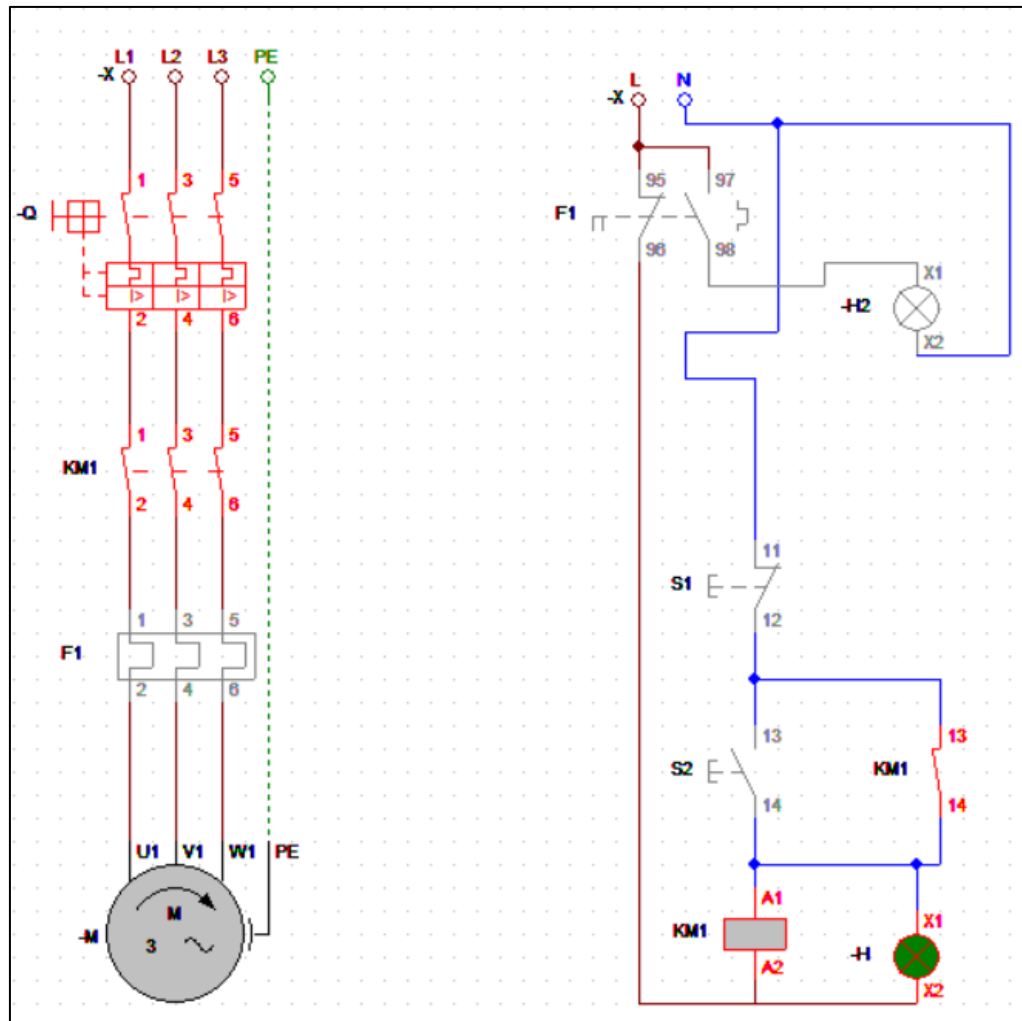 L1 L2 L3 PE
-X
1 3 5
-Q
|> |> |>
2 4 6
1 3 5
KM1
2 4 6
1 3 5
F1
2 4 6
U1 V1 W1 PE
M
-M
3
L N
-X
95 97
F1
96 98
X1
-H2
X2
11
S1
12
13 13
S2 KM1
14 14
A1 X1
KM1 -H
A2 X2